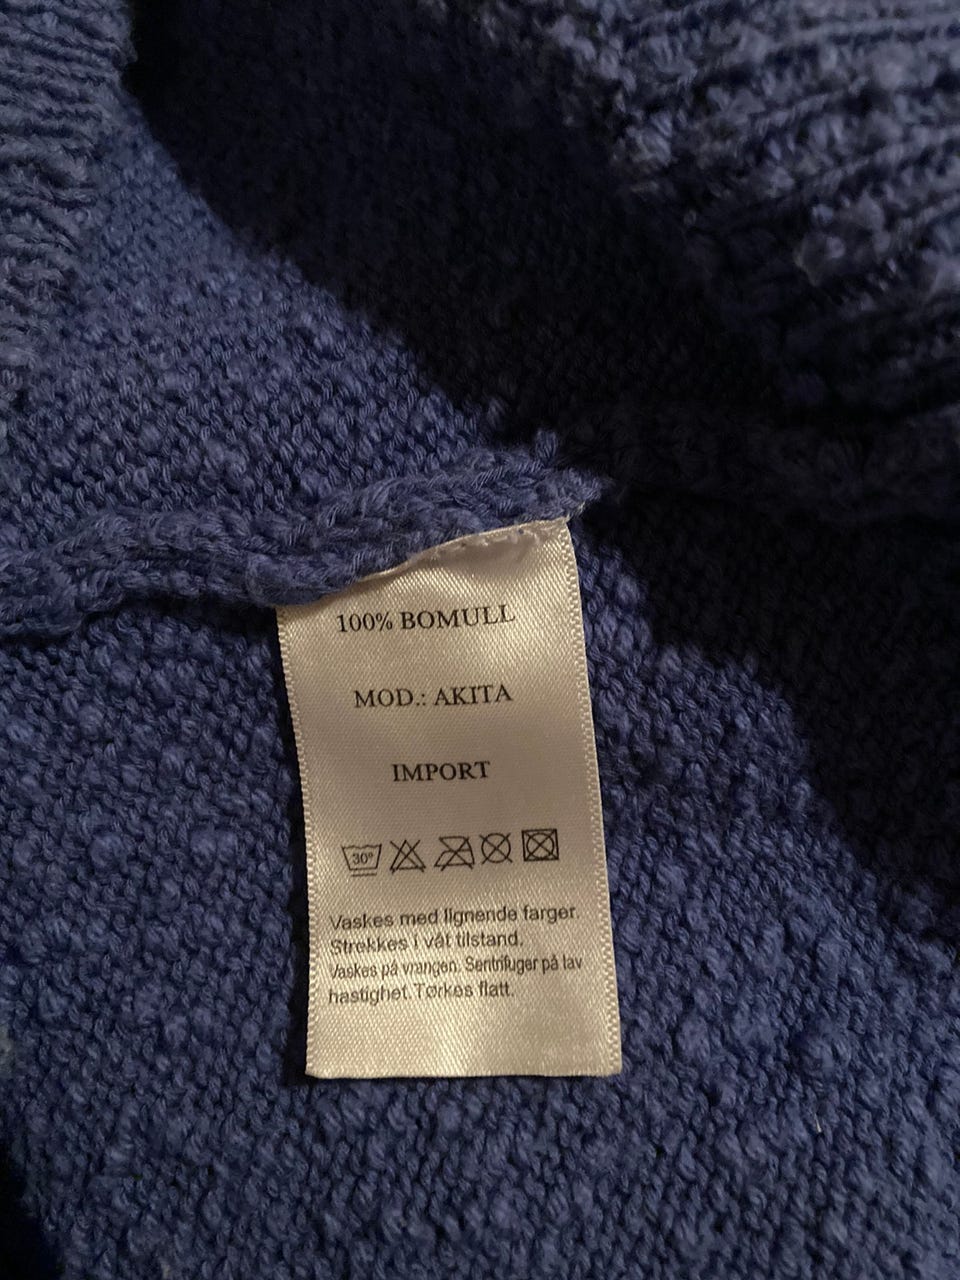 100% BOMULL
MOD.: AKITA
IMPORT
30°
Vaskes med lignende farger.
Strekkes i våt tilstand.
Vaskes på vrangen. Sentrifuger på lav
hastighet. Tørkes flatt.